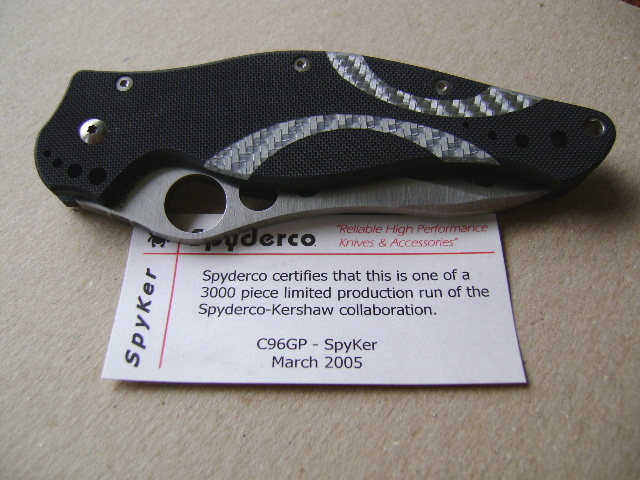 Spyderco
"Reliable High Performance
Knives & Accessories"
SpyKer
Spyderco certifies that this is one of a
3000 piece limited production run of the
Spyderco-Kershaw collaboration.
C96GP - SpyKer
March 2005